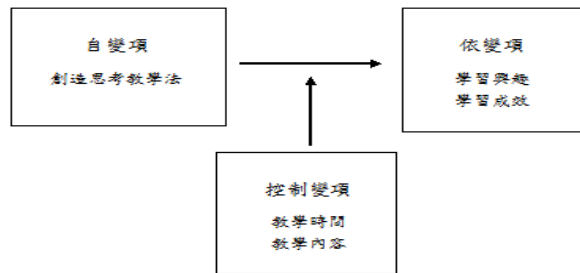 自變項
創造思考教學法
依變項
學習興趣
學習成效
控制變項
教學時間
教學內容